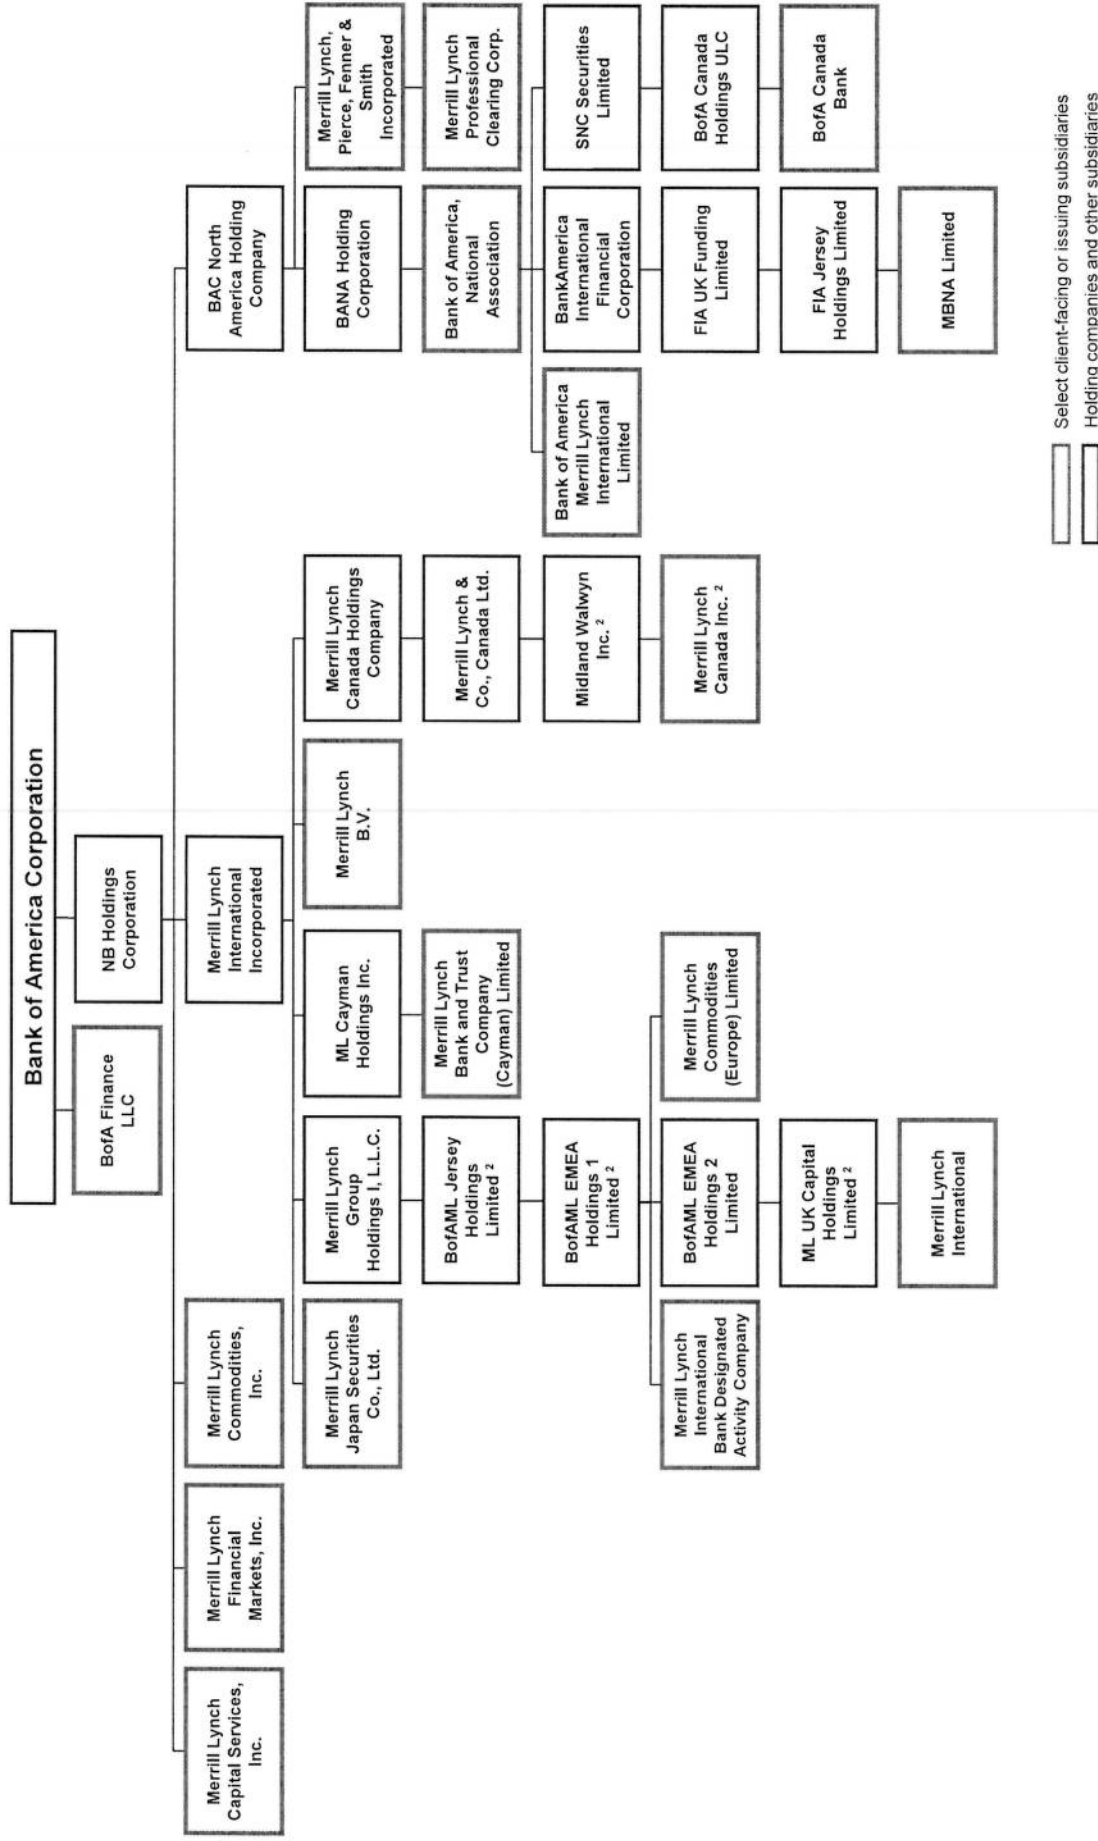 Bank of America Corporation
BofA Finance
LLC
NB Holdings
Corporation
Merrill Lynch
Capital Services,
Inc.
Merrill Lynch
Financial
Markets, Inc.
Merrill Lynch
Commodities,
Inc.
Merrill Lynch
International
Incorporated
BAC North
America Holding
Company
Merrill Lynch
Japan Securities
Co., Ltd.
Merrill Lynch
Group
Holdings I, L.L.C.
ML Cayman
Holdings Inc.
Merrill Lynch
B.V.
Merrill Lynch
Canada Holdings
Company
BANA Holding
Corporation
Merrill Lynch,
Pierce, Fenner &
Smith
Incorporated
BofAML Jersey
Holdings
Limited ²
Merrill Lynch
Bank and Trust
Company
(Cayman) Limited
Merrill Lynch &
Co., Canada Ltd.
Bank of America,
National
Association
Merrill Lynch
Professional
Clearing Corp.
BofAML EMEA
Holdings 1
Limited ²
Midland Walwyn
Inc. ²
Bank of America
Merrill Lynch
International
Limited
BankAmerica
International
Financial
Corporation
SNC Securities
Limited
Merrill Lynch
International
Bank Designated
Activity Company
BofAML EMEA
Holdings 2
Limited
Merrill Lynch
Commodities
(Europe) Limited
Merrill Lynch
Canada Inc. ²
FIA UK Funding
Limited
BofA Canada
Holdings ULC
ML UK Capital
Holdings
Limited ²
FIA Jersey
Holdings Limited
BofA Canada
Bank
Merrill Lynch
International
MBNA Limited
Select client-facing or issuing subsidiaries
Holding companies and other subsidiaries